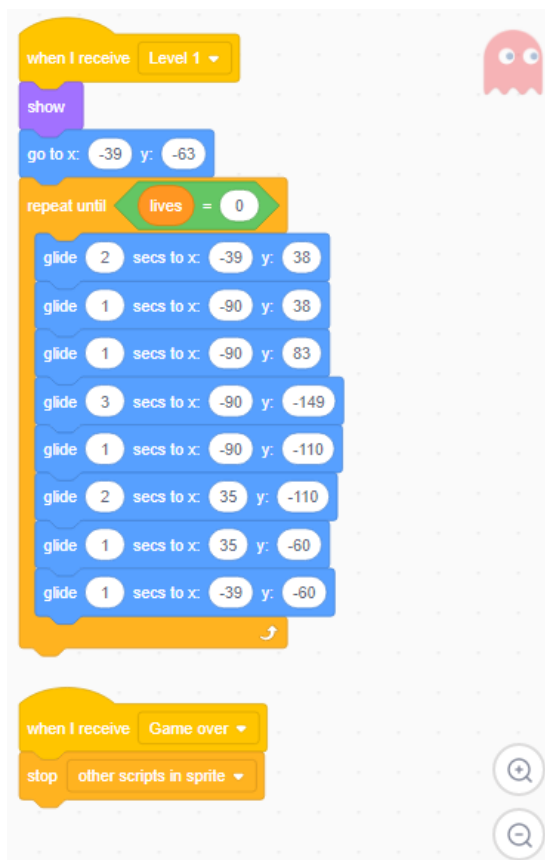 when I receive Level 1
show
go to x: -39 y: -63
repeat until lives = 0
glide 2 secs to x: -39 y: 38
glide 1 secs to x: -90 y: 38
glide 1 secs to x: -90 y: 83
glide 3 secs to x: -90 y: -149
glide 1 secs to x: -90 y: -110
glide 2 secs to x: 35 y: -110
glide 1 secs to x: 35 y: -60
glide 1 secs to x: -39 y: -60
when I receive Game over
stop other scripts in sprite